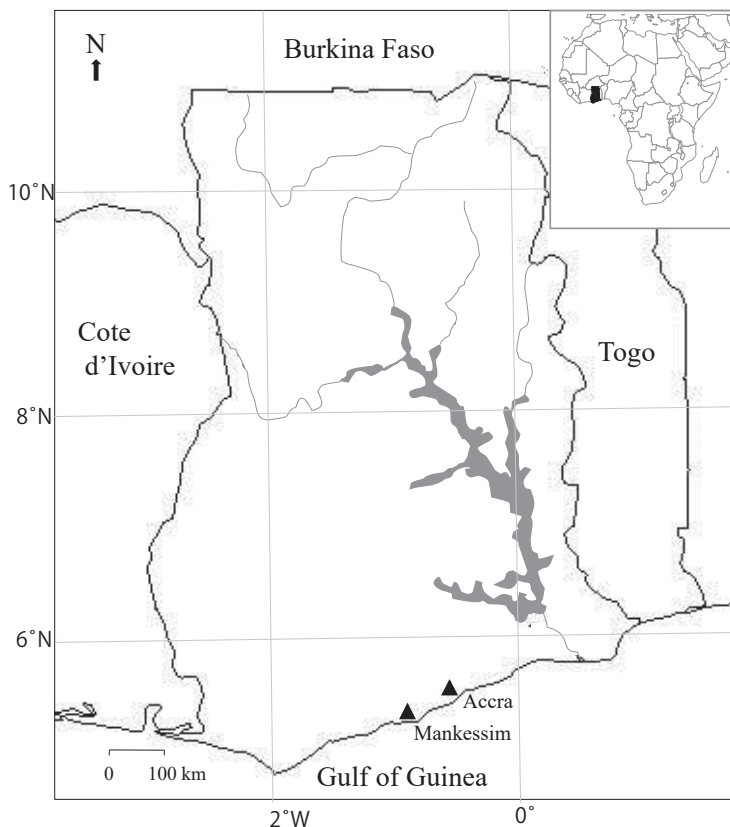 N
Burkina Faso
10˚N
Cote
d’Ivoire
Togo
8˚N
6˚N
Accra
Mankessim
0 100 km
Gulf of Guinea
2˚W
0˚